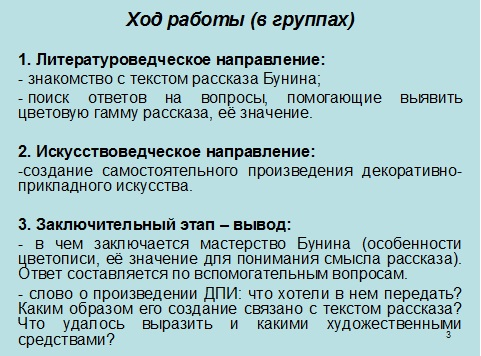 Ход работы (в группах)
1. Литературоведческое направление:
- знакомство с текстом рассказа Бунина;
- поиск ответов на вопросы, помогающие выявить
цветовую гамму рассказа, её значение.
2. Искусствоведческое направление:
-создание самостоятельного произведения декоративно-
прикладного искусства.
3. Заключительный этап – вывод:
- в чем заключается мастерство Бунина (особенности
цветописи, её значение для понимания смысла рассказа).
Ответ составляется по вспомогательным вопросам.
- слово о произведении ДПИ: что хотели в нем передать?
Каким образом его создание связано с текстом рассказа?
Что удалось выразить и какими художественными
средствами?
3